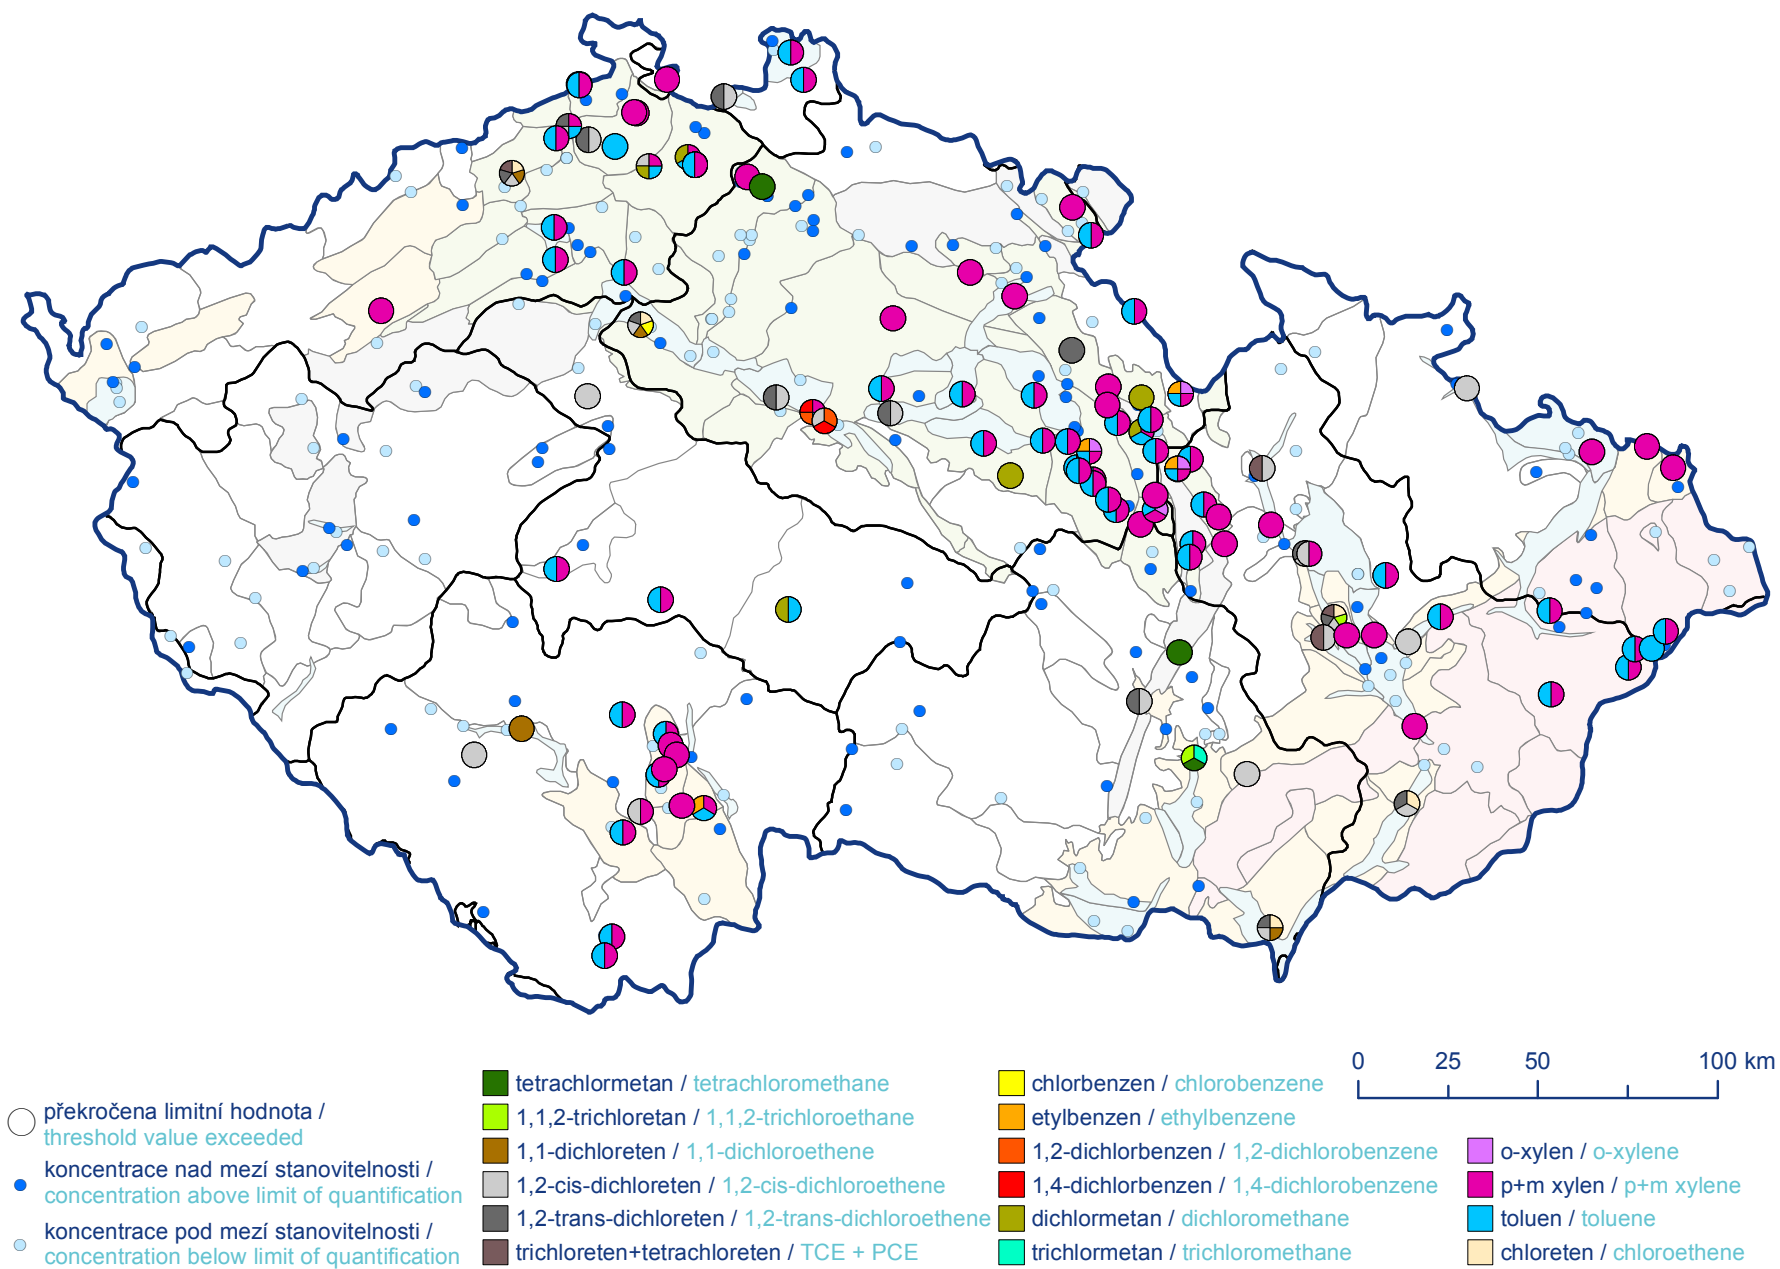 překročena limitní hodnota /
threshold value exceeded
koncentrace nad mezí stanovitelnosti /
concentration above limit of quantification
koncentrace pod mezí stanovitelnosti /
concentration below limit of quantification
tetrachlormetan / tetrachloromethane
1,1,2-trichloretan / 1,1,2-trichloroethane
1,1-dichloreten / 1,1-dichloroethene
1,2-cis-dichloreten / 1,2-cis-dichloroethene
1,2-trans-dichloreten / 1,2-trans-dichloroethene
trichloreten+tetrachloreten / TCE + PCE
chlorbenzen / chlorobenzene
etylbenzen / ethylbenzene
1,2-dichlorbenzen / 1,2-dichlorobenzene
1,4-dichlorbenzen / 1,4-dichlorobenzene
dichlormetan / dichloromethane
trichlormetan / trichloromethane
0 25 50 100 km
o-xylen / o-xylene
p+m xylen / p+m xylene
toluen / toluene
chloreten / chloroethene